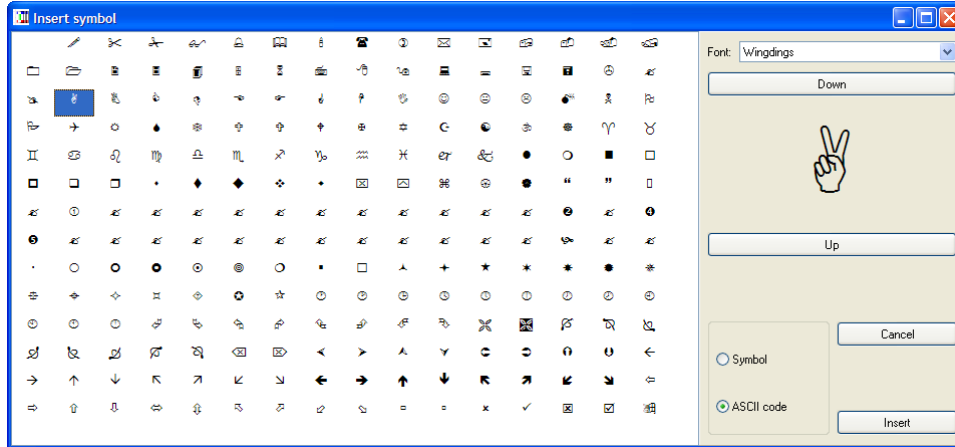 Insert symbol
Font: Wingdings
Down
Up
Cancel
Symbol
ASCII code
Insert